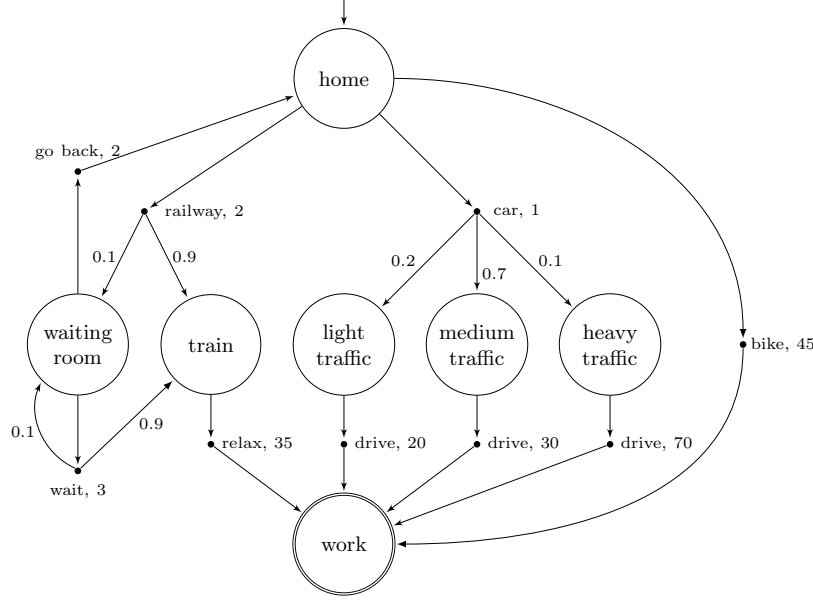 home
go back, 2
railway, 2
car, 1
0.1
0.9
0.2
0.7
0.1
waiting
room
train
light
traffic
medium
traffic
heavy
traffic
bike, 45
0.1
0.9
relax, 35
drive, 20
drive, 30
drive, 70
wait, 3
work